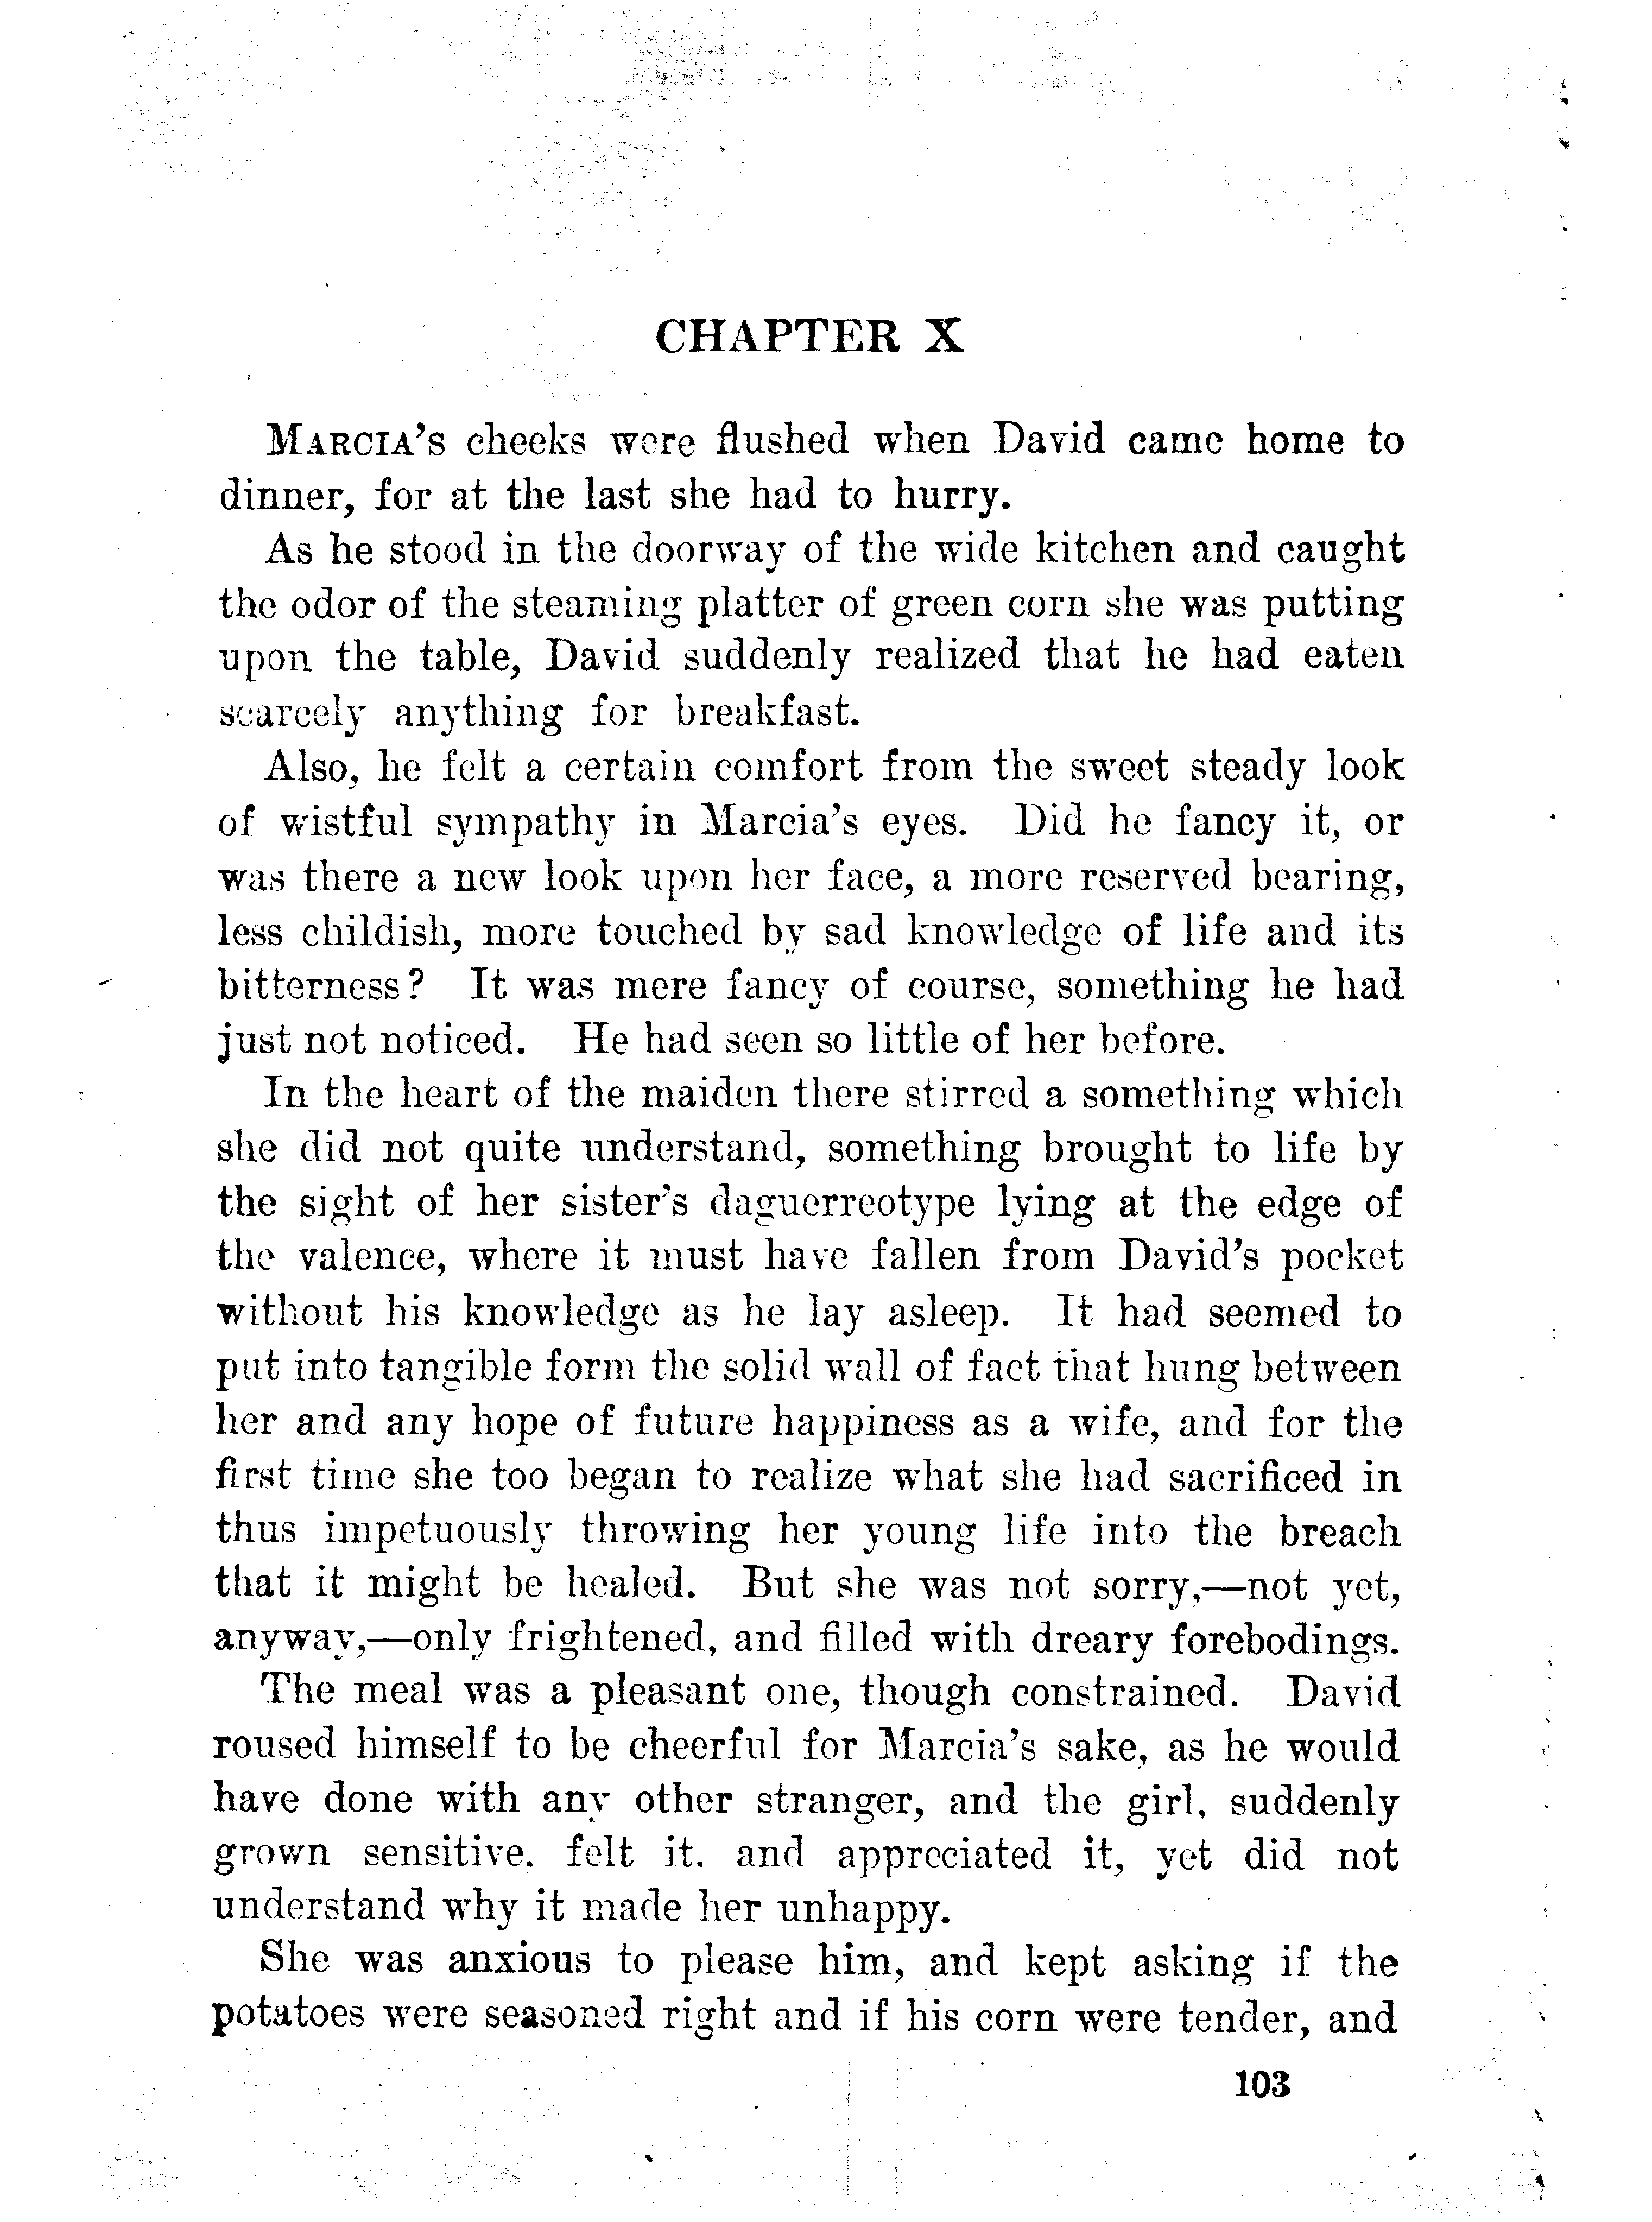 CHAPTER X
MARCIA'S cheeks were flushed when David came home to
dinner, for at the last she had to hurry.
As he stood in the doorway of the wide kitchen and caught
the odor of the steaming platter of green corn she was putting
upon the table, David suddenly realized that he had eaten
scarcely anything for breakfast.
Also, he felt a certain comfort from the sweet steady look
of wistful sympathy in Marcia's eyes. Did he fancy it, or
was there a new look upon her face, a more reserved bearing,
less childish, more touched by sad knowledge of life and its
bitterness? It was mere fancy of course, something he had
just not noticed. He had seen so little of her before.
In the heart of the maiden there stirred a something which
she did not quite understand, something brought to life by
the sight of her sister's daguerreotype lying at the edge of
the valence, where it must have fallen from David's pocket
without his knowledge as he lay asleep. It had seemed to
put into tangible form the solid wall of fact that hung between
her and any hope of future happiness as a wife, and for the
first time she too began to realize what she had sacrificed in
thus impetuously throwing her young life into the breach
that it might be healed. But she was not sorry,—not yet,
anyway,—only frightened, and filled with dreary forebodings.
The meal was a pleasant one, though constrained. David
roused himself to be cheerful for Marcia's sake, as he would
have done with any other stranger, and the girl, suddenly
grown sensitive, felt it, and appreciated it, yet did not
understand why it made her unhappy.
She was anxious to please him, and kept asking if the
potatoes were seasoned right and if his corn were tender, and
103